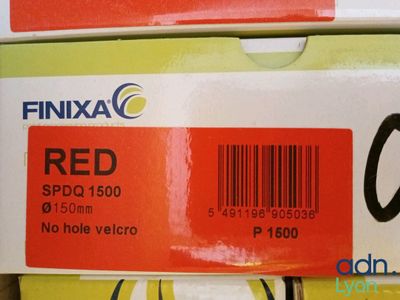 FINIXA
RED
SPDQ 1500
Ø150mm
No hole velcro
5 491196 905036
P 1500
adn.
Lyon